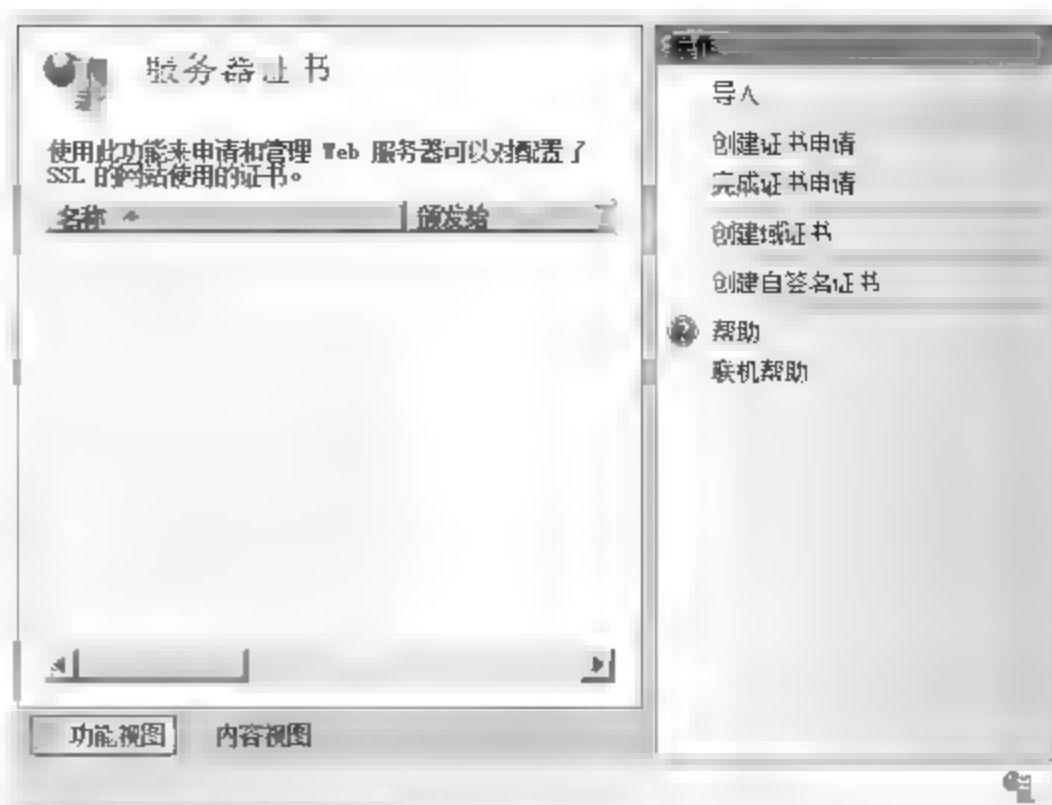 服务器证书
使用此功能来申请和管理 Web 服务器可以对配置了
SSL 的网站使用的证书。
名称 颁发给
功能视图 内容视图
导入
创建证书申请
完成证书申请
创建域证书
创建自签名证书
帮助
联机帮助